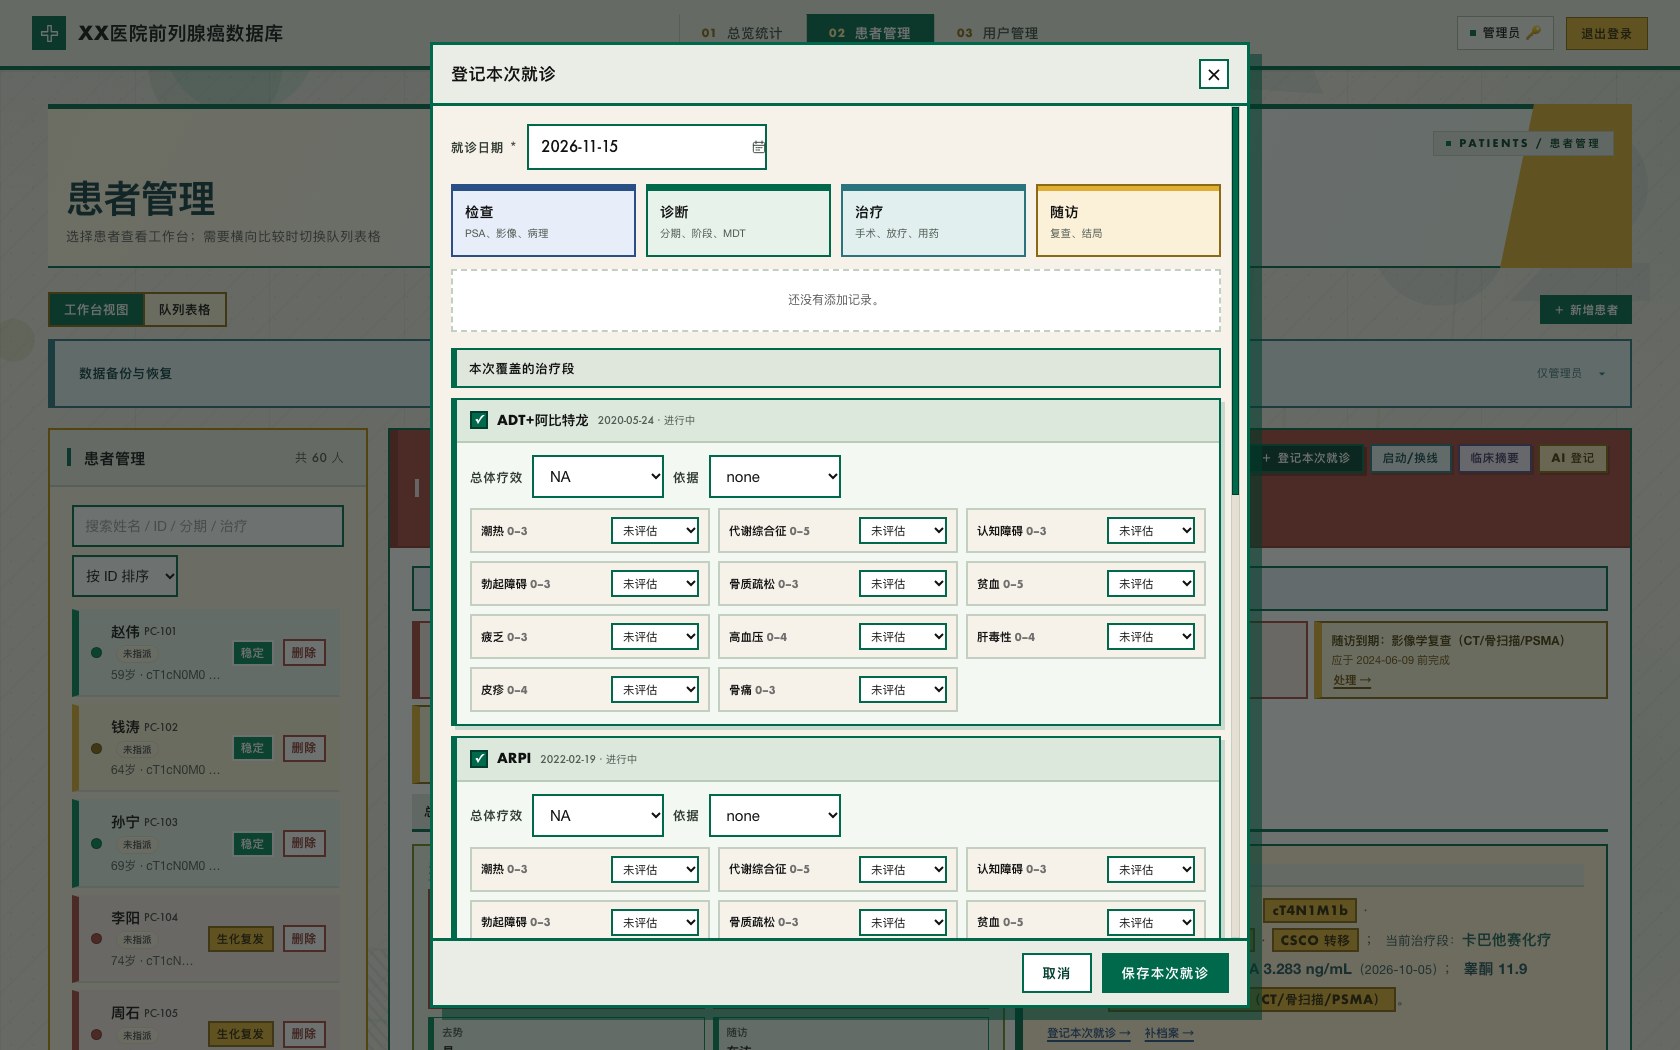 XX医院前列腺癌数据库
01 总览统计
02 患者管理
03 用户管理
管理员 🔑
退出登录
登记本次就诊
PATIENTS / 患者管理
患者管理
选择患者查看工作台；需要横向比较时切换队列表格
工作台视图
队列表格
+ 新增患者
数据备份与恢复
仅管理员
患者管理
共 60 人
搜索姓名 / ID / 分期 / 治疗
按 ID 排序
赵伟 PC-101
未指派
稳定
删除
59岁 · cT1cN0M0 ...
钱涛 PC-102
未指派
稳定
删除
64岁 · cT1cN0M0 ...
孙宁 PC-103
未指派
稳定
删除
69岁 · cT1cN0M0 ...
李阳 PC-104
未指派
生化复发
删除
74岁 · cT1cN...
周石 PC-105
未指派
生化复发
删除
就诊日期 *
2026-11-15
检查
PSA、影像、病理
诊断
分期、阶段、MDT
治疗
手术、放疗、用药
随访
复查、结局
还没有添加记录。
本次覆盖的治疗段
ADT+阿比特龙 2020-05-24 · 进行中
总体疗效 NA 依据 none
潮热 0–3 未评估
代谢综合征 0–5 未评估
认知障碍 0–3 未评估
勃起障碍 0–3 未评估
骨质疏松 0–3 未评估
贫血 0–5 未评估
疲乏 0–3 未评估
高血压 0–4 未评估
肝毒性 0–4 未评估
皮疹 0–4 未评估
骨痛 0–3 未评估
ARPI 2022-02-19 · 进行中
总体疗效 NA 依据 none
潮热 0–3 未评估
代谢综合征 0–5 未评估
认知障碍 0–3 未评估
勃起障碍 0–3 未评估
骨质疏松 0–3 未评估
贫血 0–5 未评估
取消
保存本次就诊
+ 登记本次就诊
启动/换线
临床摘要
AI 登记
随访到期：影像学复查（CT/骨扫描/PSMA）
应于 2024-06-09 前完成
处理 →
cT4N1M1b ·
· CSCO 转移 ； 当前治疗段：卡巴他赛化疗
3.283 ng/mL（2026-10-05）； 睾酮 11.9
（CT/骨扫描/PSMA） 。
登记本次就诊 → 补档案 →
去势
随访